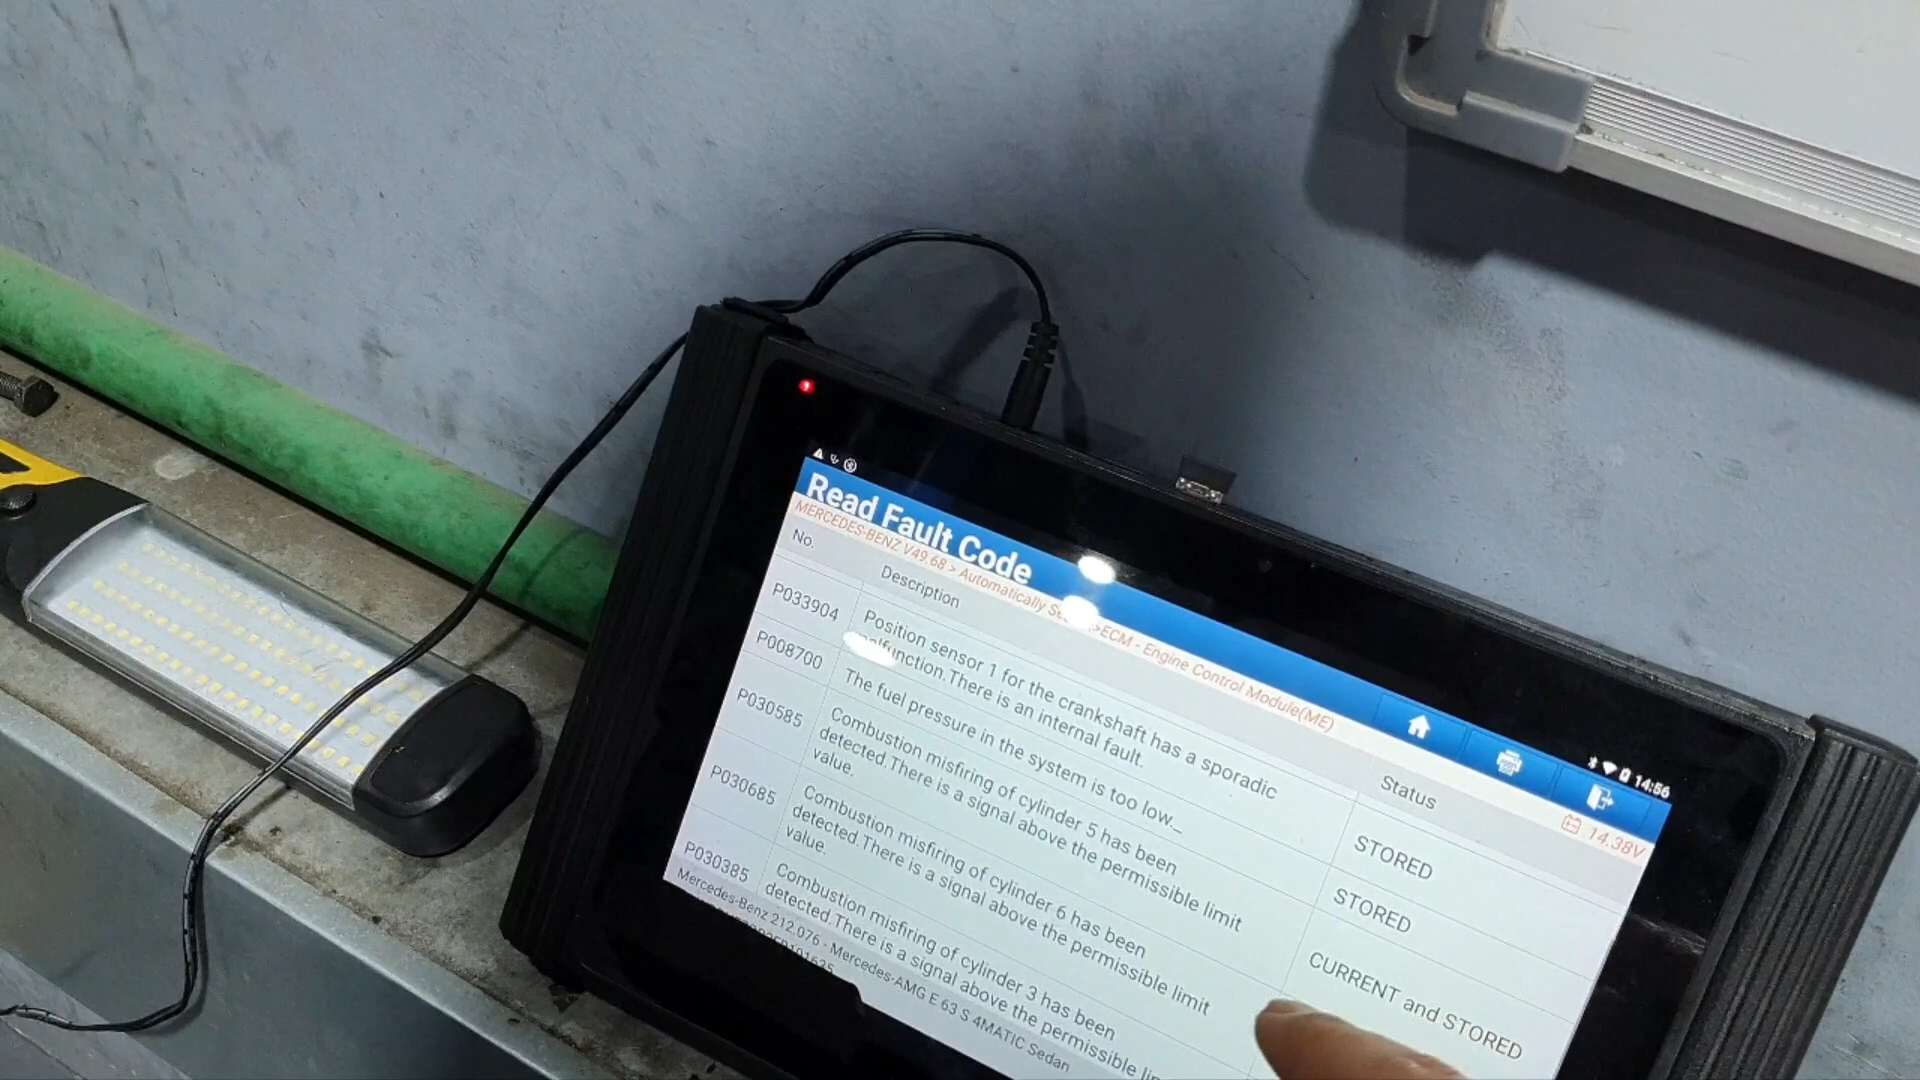 14:56
Read Fault Code
MERCEDES-BENZ V49.68 > Automatically >ECM - Engine Control Module(ME)
14.38V
No.
Description
Status
P033904
Position sensor 1 for the crankshaft has a sporadic
malfunction.There is an internal fault.
STORED
P008700
The fuel pressure in the system is too low._
STORED
P030585
Combustion misfiring of cylinder 5 has been
detected.There is a signal above the permissible limit
value.
CURRENT and STORED
P030685
Combustion misfiring of cylinder 6 has been
detected.There is a signal above the permissible limit
value.
P030385
Combustion misfiring of cylinder 3 has been
detected.There is a signal above the permissible
Mercedes-Benz 212.076 - Mercedes-AMG E 63 S 4MATIC Sedan